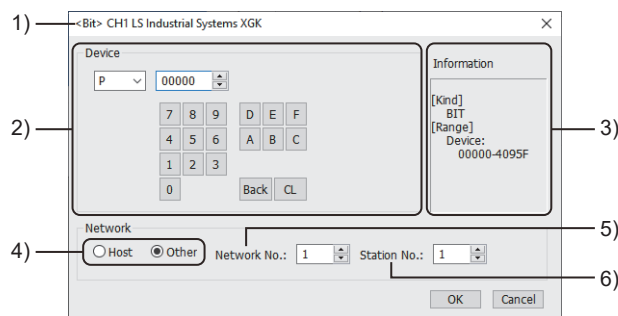 1)
<Bit> CH1 LS Industrial Systems XGK
Device
P 00000
7 8 9 D E F
4 5 6 A B C
1 2 3
0 Back CL
2)
Information
[Kind]
BIT
[Range]
Device:
00000-4095F
3)
Network
4)
Host Other Network No.: 1 Station No.: 1
5)
6)
OK Cancel